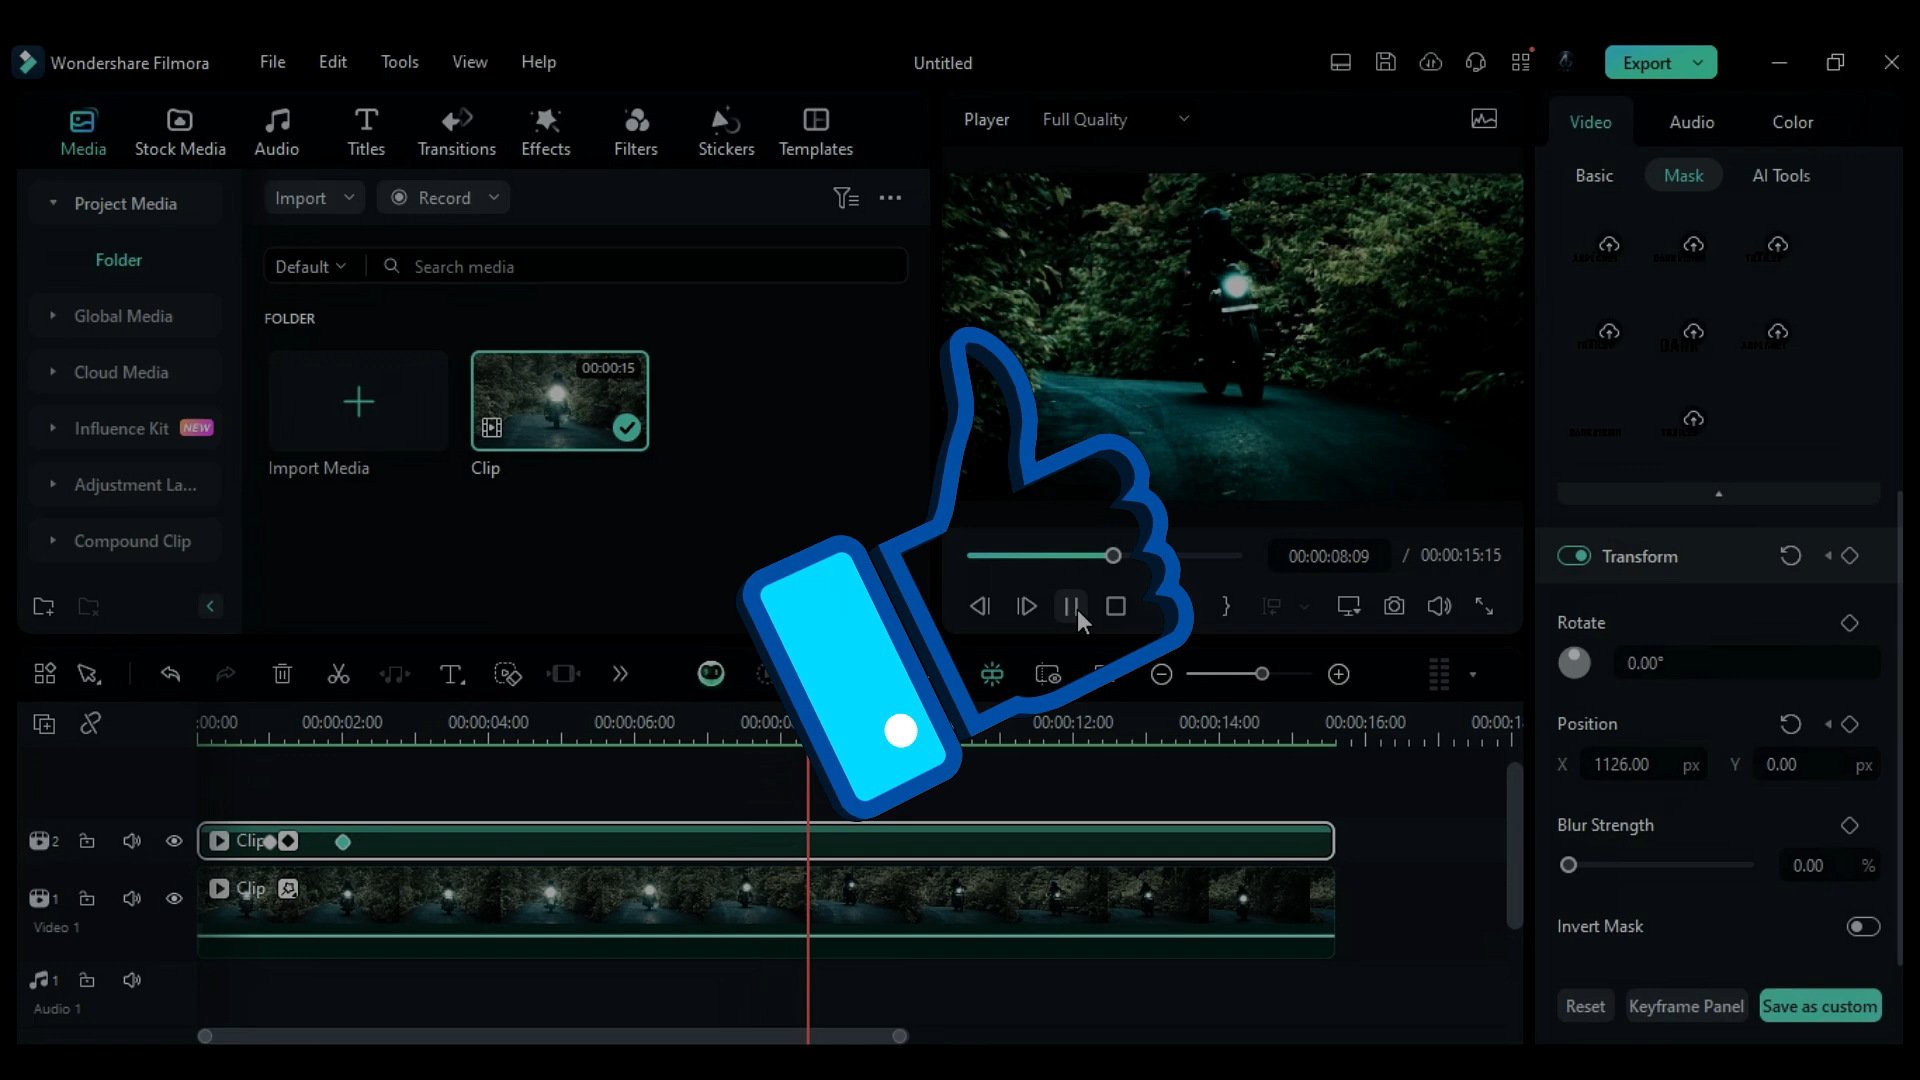 Wondershare Filmora
File
Edit
Tools
View
Help
Untitled
Export
Media
Stock Media
Audio
Titles
Transitions
Effects
Filters
Stickers
Templates
Player
Full Quality
Video
Audio
Color
Basic
Mask
AI Tools
Project Media
Folder
Global Media
Cloud Media
Influence Kit NEW
Adjustment La...
Compound Clip
Import
Record
Default
Search media
FOLDER
00:00:15
Import Media
Clip
00:00:08:09 / 00:00:15:15
Transform
Rotate
0.00°
Position
X 1126.00 px Y 0.00 px
Blur Strength
0.00 %
Invert Mask
Reset
Keyframe Panel
Save as custom
:00:00
00:00:02:00
00:00:04:00
00:00:06:00
00:00:12:00
00:00:14:00
00:00:16:00
2
Clip
1
Clip
Video 1
1
Audio 1